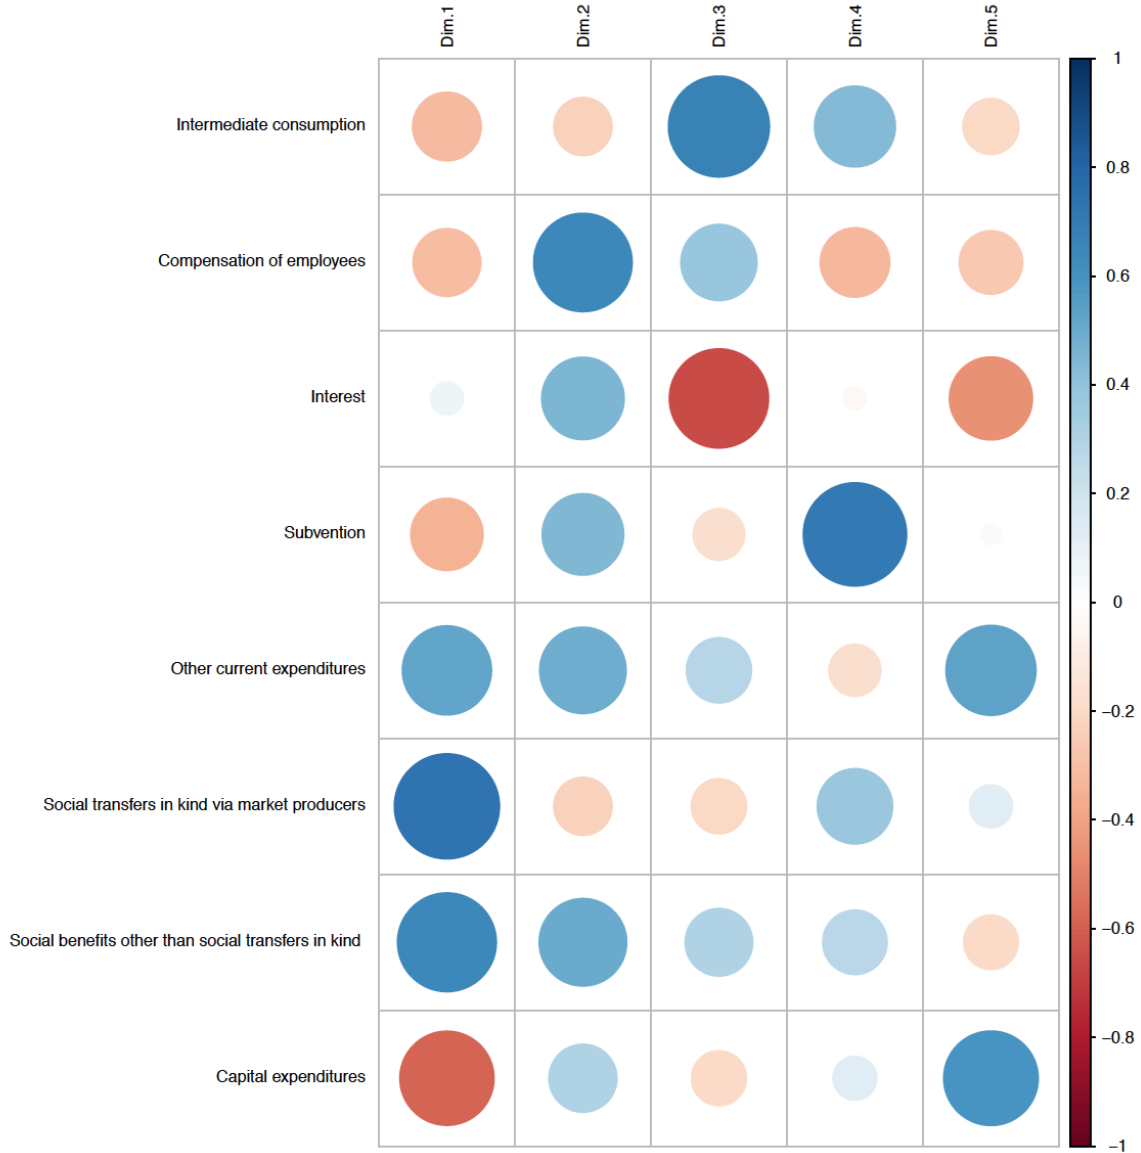 Dim.1 Dim.2 Dim.3 Dim.4 Dim.5
Intermediate consumption
Compensation of employees
Interest
Subvention
Other current expenditures
Social transfers in kind via market producers
Social benefits other than social transfers in kind
Capital expenditures
1
0.8
0.6
0.4
0.2
0
−0.2
−0.4
−0.6
−0.8
−1